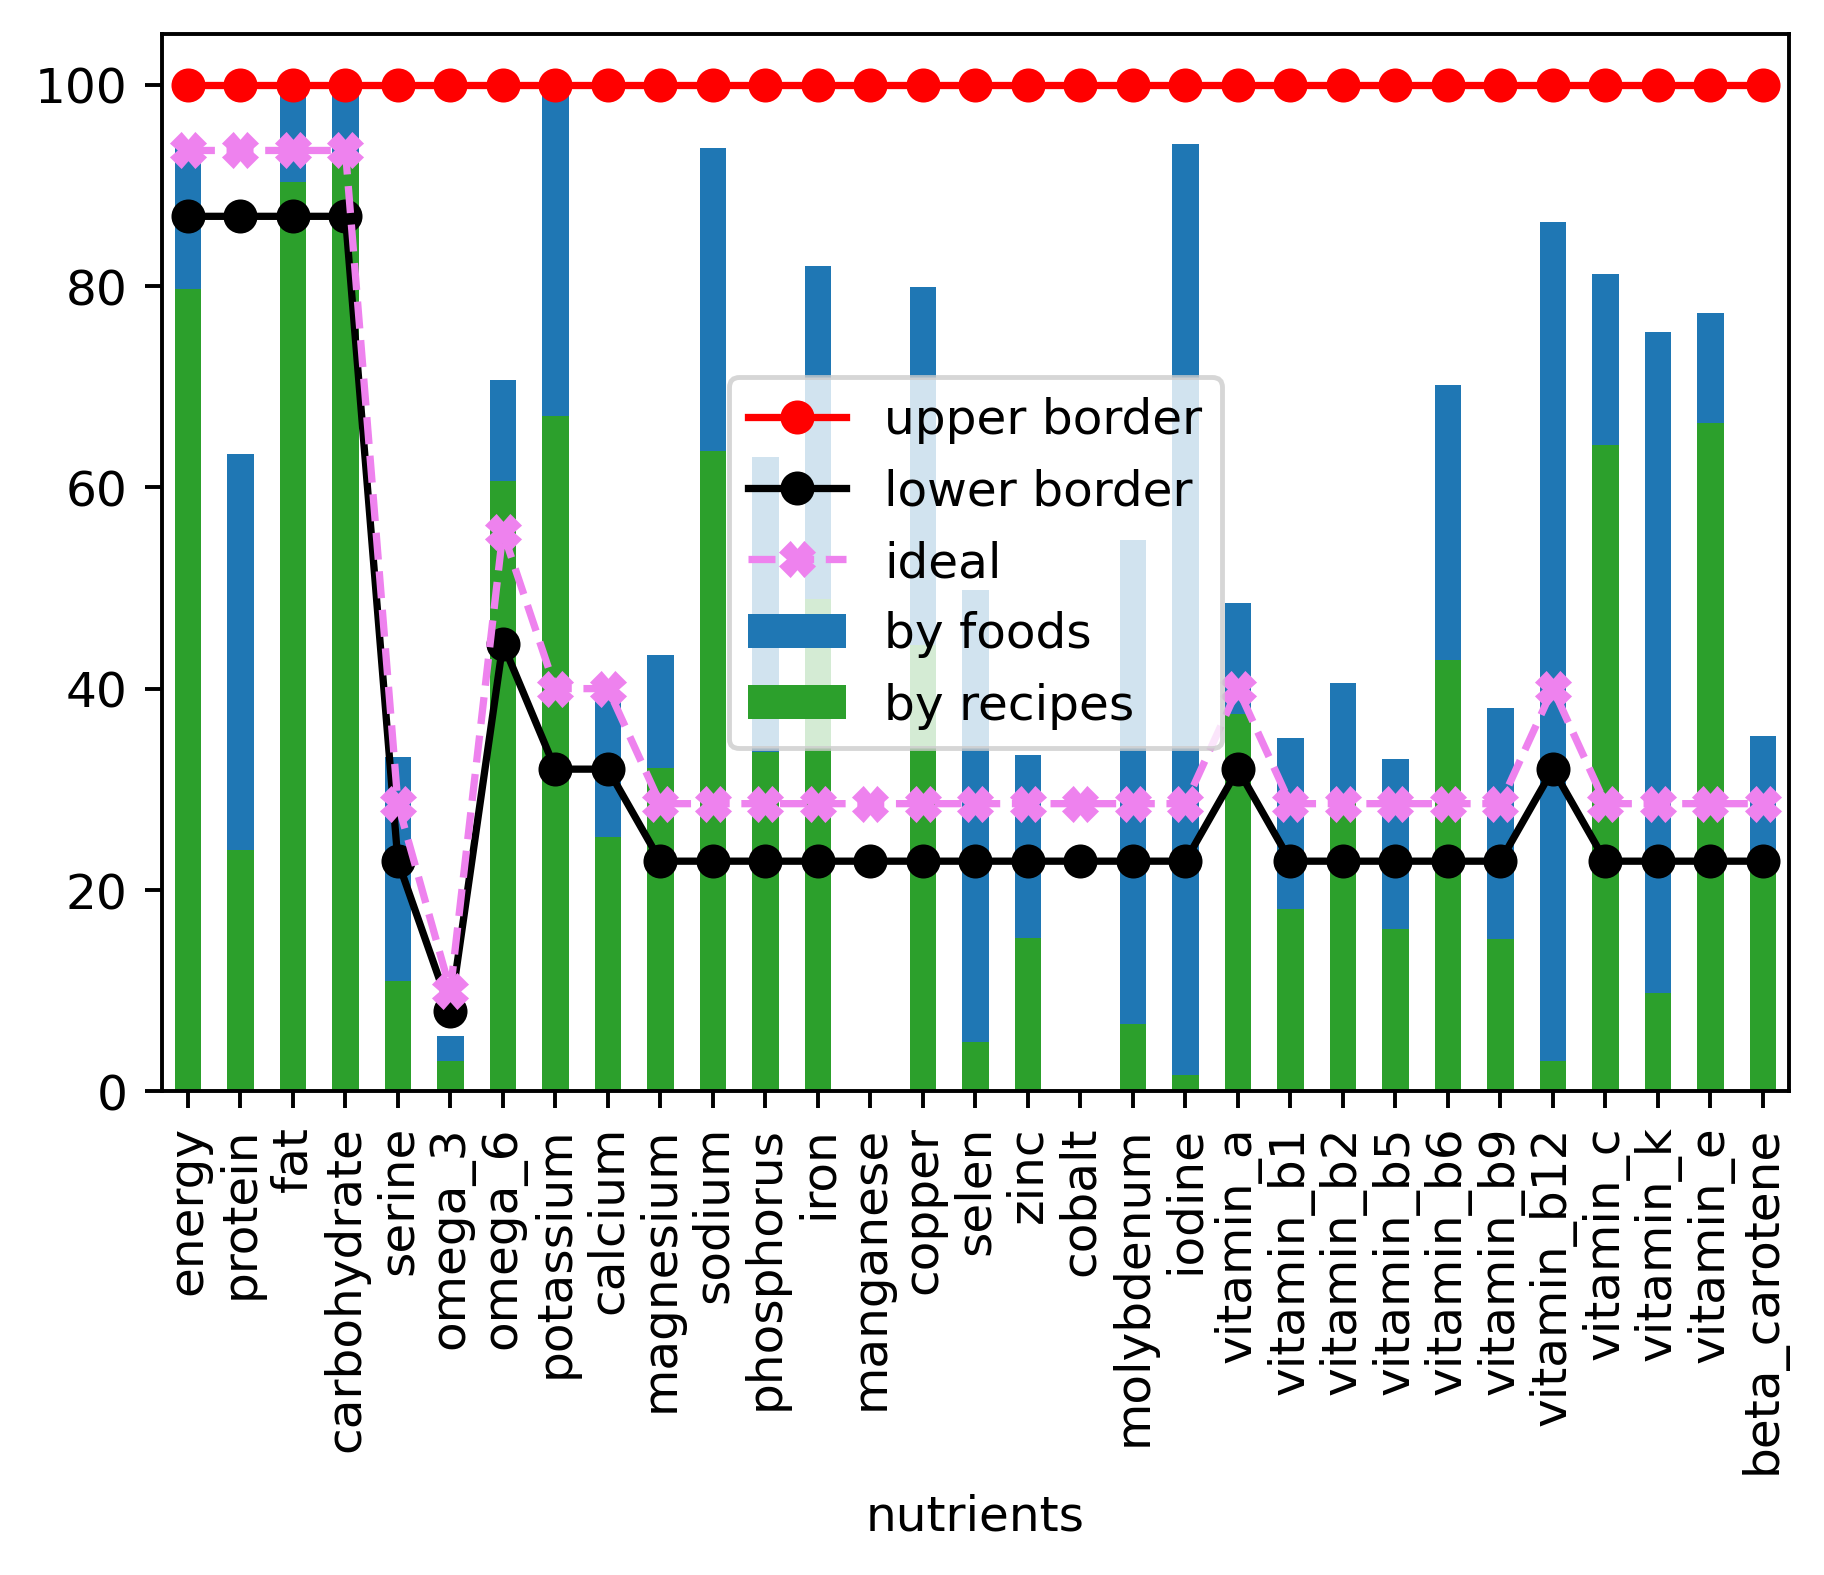 100
80
60
40
20
0
upper border
lower border
ideal
by foods
by recipes
energy
protein
fat
carbohydrate
serine
omega_3
omega_6
potassium
calcium
magnesium
sodium
phosphorus
iron
manganese
copper
selen
zinc
cobalt
molybdenum
iodine
vitamin_a
vitamin_b1
vitamin_b2
vitamin_b5
vitamin_b6
vitamin_b9
vitamin_b12
vitamin_c
vitamin_k
vitamin_e
beta_carotene
nutrients